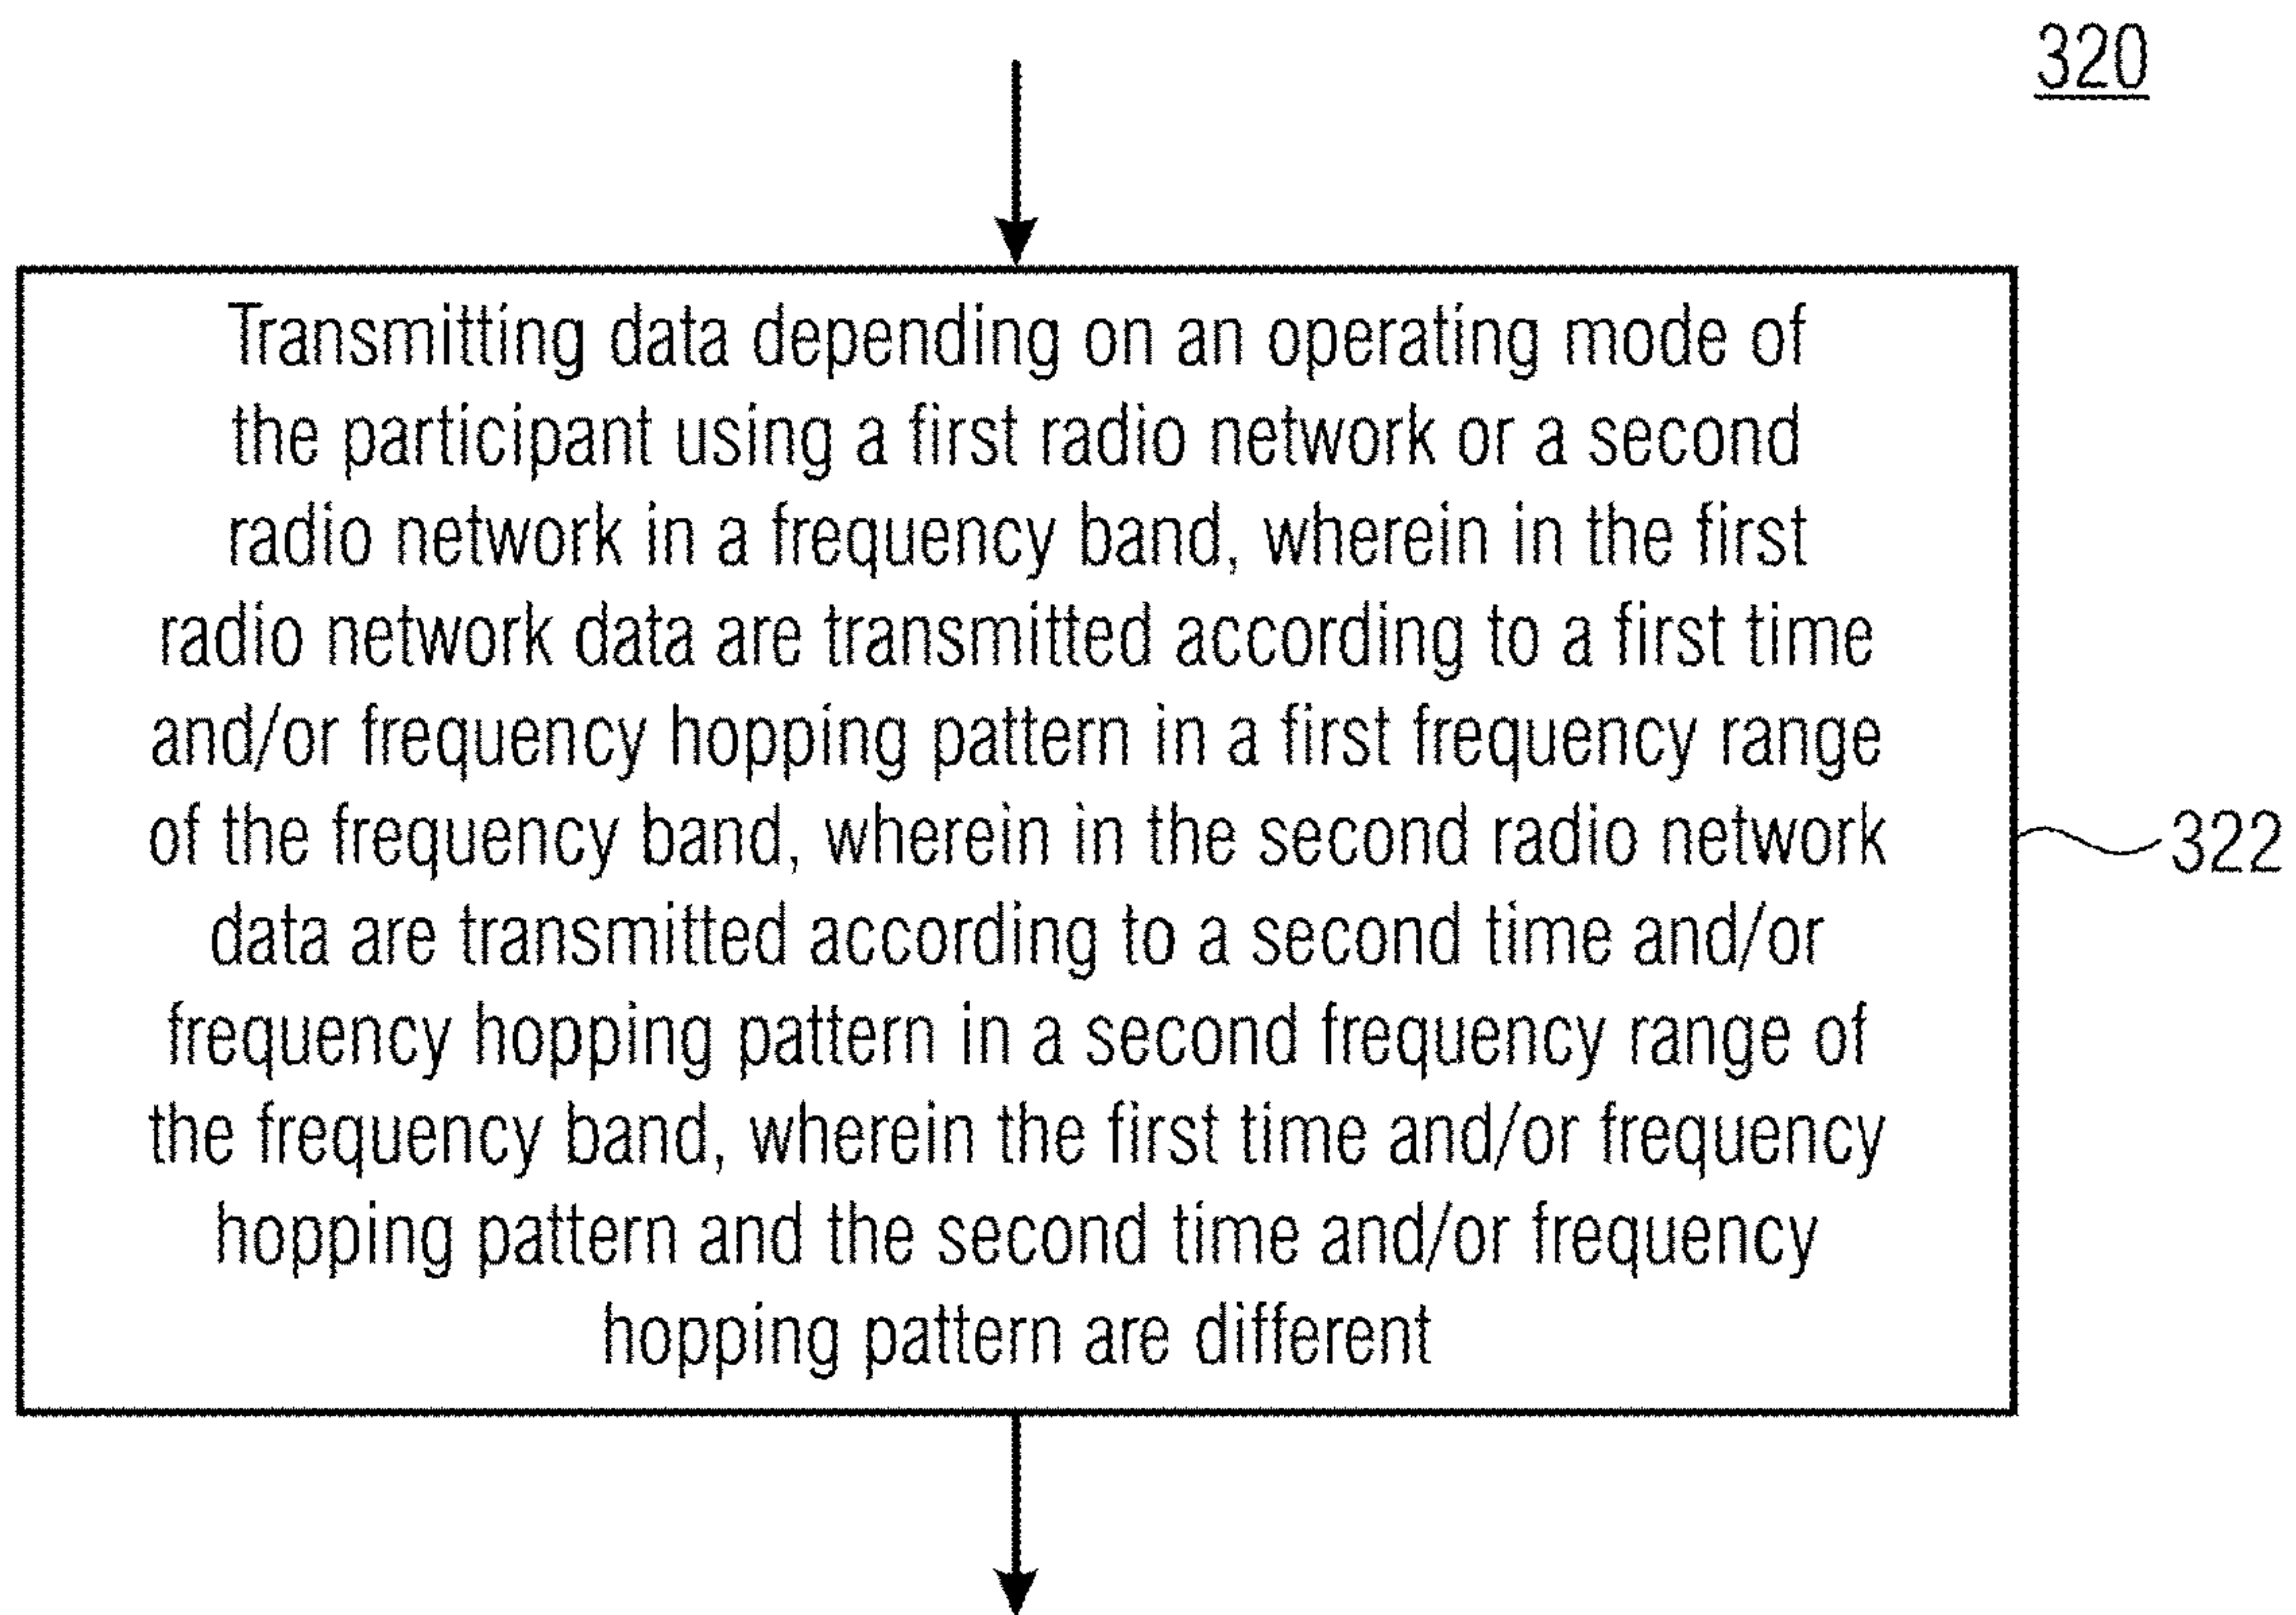 320
Transmitting data depending on an operating mode of
the participant using a first radio network or a second
radio network in a frequency band, wherein in the first
radio network data are transmitted according to a first time
and/or frequency hopping pattern in a first frequency range
of the frequency band, wherein in the second radio network
data are transmitted according to a second time and/or
frequency hopping pattern in a second frequency range of
the frequency band, wherein the first time and/or frequency
hopping pattern and the second time and/or frequency
hopping pattern are different
322